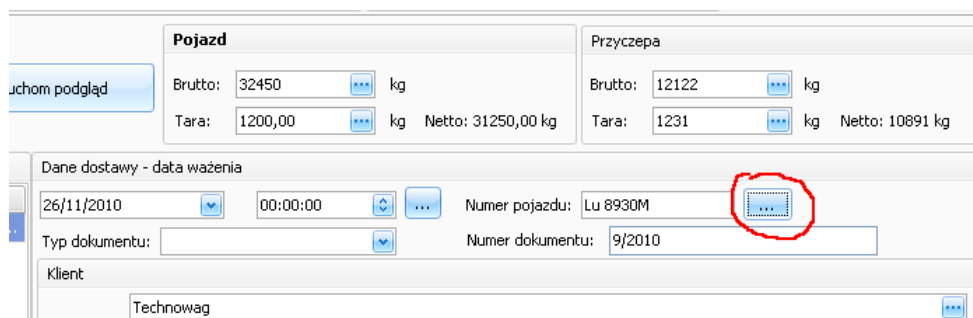 Pojazd Przyczepa
uchom podgląd Brutto: 32450 ... kg Brutto: 12122 ... kg
Tara: 1200,00 ... kg Netto: 31250,00 kg Tara: 1231 ... kg Netto: 10891 kg
Dane dostawy - data ważenia
26/11/2010 00:00:00 ... Numer pojazdu: Lu 8930M ...
Typ dokumentu: Numer dokumentu: 9/2010
Klient
Technowag ...